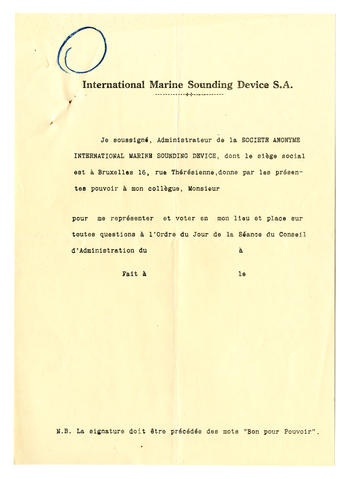 International Marine Sounding Device S.A.
Je soussigné, Administrateur de la SOCIETE ANONYME
INTERNATIONAL MARINE SOUNDING DEVICE, dont le siège social
est à Bruxelles 16, rue Thérésienne,donne par les présen-
tes pouvoir à mon collègue, Monsieur
pour me représenter et voter en mon lieu et place sur
toutes questions à l'Ordre du Jour de la Séance du Conseil
d'Administration du à
Fait à le
N.B. La signature doit être précédée des mots "Bon pour Pouvoir".